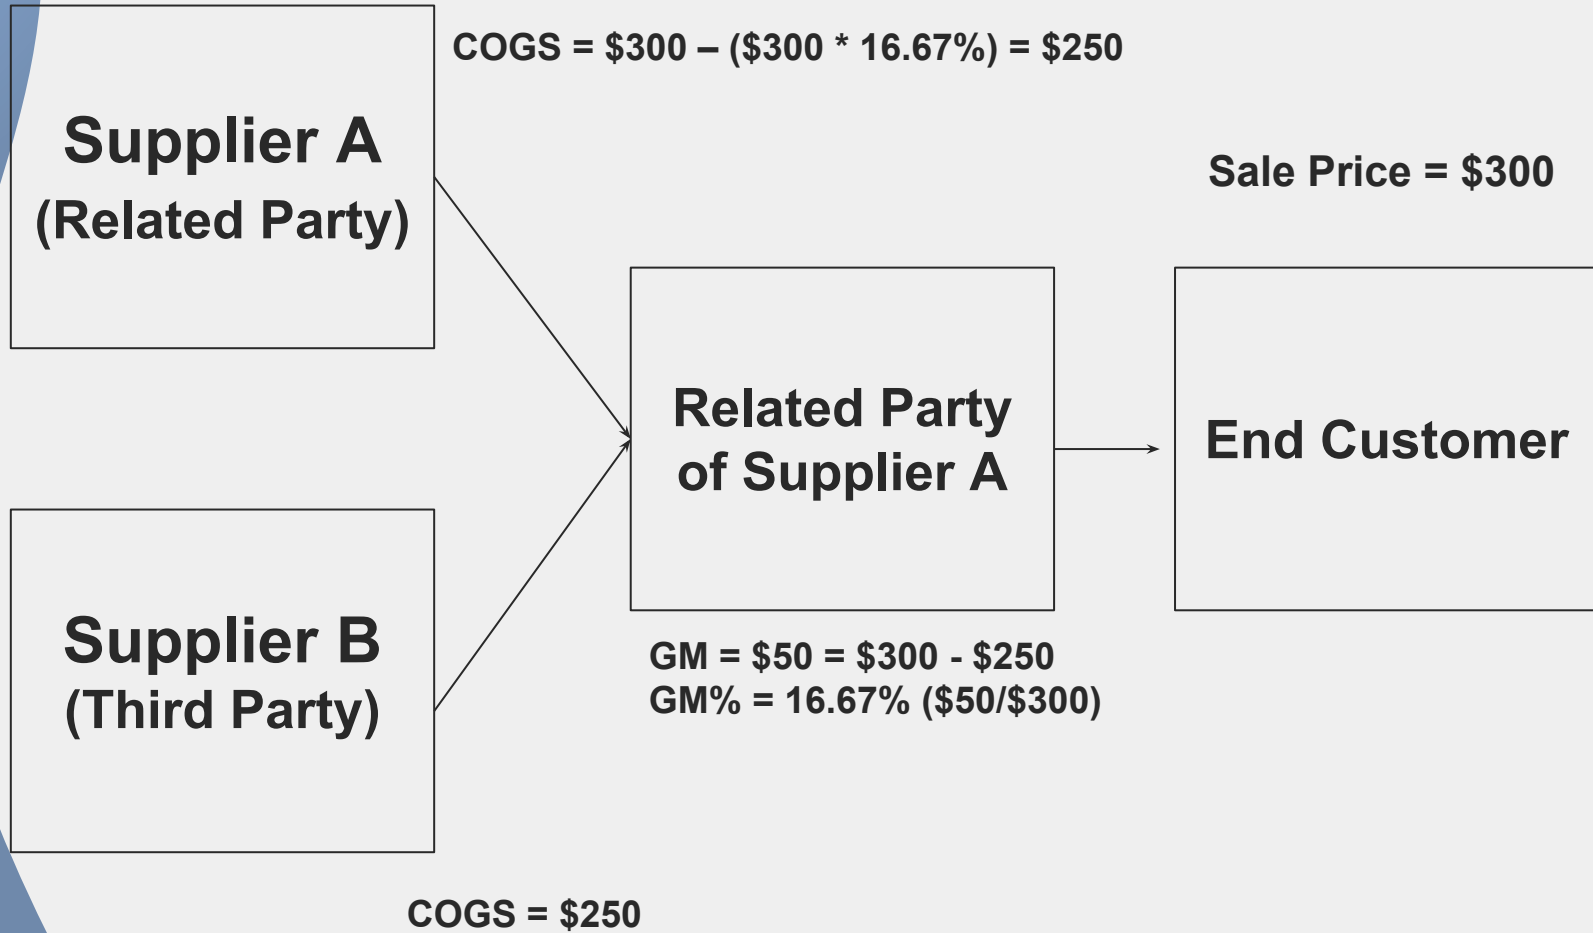 COGS = $300 – ($300 * 16.67%) = $250
Supplier A
(Related Party)
Sale Price = $300
Related Party
of Supplier A
End Customer
Supplier B
(Third Party)
GM = $50 = $300 - $250
GM% = 16.67% ($50/$300)
COGS = $250